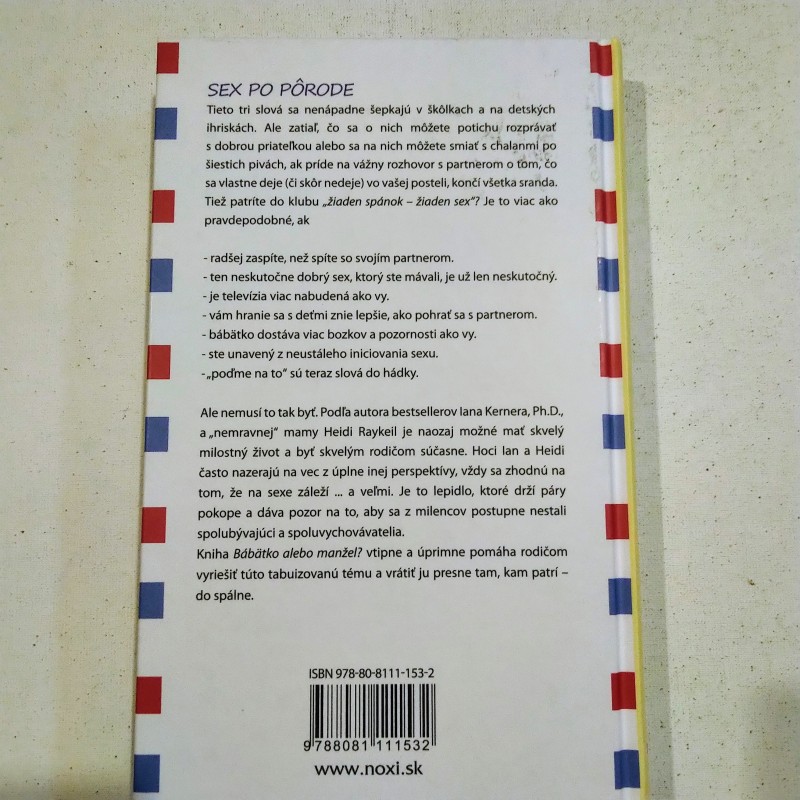 SEX PO PÔRODE
Tieto tri slová sa nenápadne šepkajú v škôlkach a na detských
ihriskách. Ale zatiaľ, čo sa o nich môžete potichu rozprávať
s dobrou priateľkou alebo sa na nich môžete smiať s chalanmi po
šiestich pivách, ak príde na vážny rozhovor s partnerom o tom, čo
sa vlastne deje (či skôr nedeje) vo vašej posteli, končí všetka sranda.
Tiež patríte do klubu „žiaden spánok – žiaden sex"? Je to viac ako
pravdepodobné, ak
- radšej zaspíte, než spíte so svojím partnerom.
- ten neskutočne dobrý sex, ktorý ste mávali, je už len neskutočný.
- je televízia viac nabudená ako vy.
- vám hranie sa s deťmi znie lepšie, ako pohrať sa s partnerom.
- bábätko dostáva viac bozkov a pozornosti ako vy.
- ste unavený z neustáleho iniciovania sexu.
- „poďme na to" sú teraz slová do hádky.
Ale nemusí to tak byť. Podľa autora bestsellerov Iana Kernera, Ph.D.,
a „nemravnej" mamy Heidi Raykeil je naozaj možné mať skvelý
milostný život a byť skvelým rodičom súčasne. Hoci Ian a Heidi
často nazerajú na vec z úplne inej perspektívy, vždy sa zhodnú na
tom, že na sexe záleží ... a veľmi. Je to lepidlo, ktoré drží páry
pokope a dáva pozor na to, aby sa z milencov postupne nestali
spolubývajúci a spoluvychovávatelia.
Kniha Bábätko alebo manžel? vtipne a úprimne pomáha rodičom
vyriešiť túto tabuizovanú tému a vrátiť ju presne tam, kam patrí –
do spálne.
ISBN 978-80-8111-153-2
9 788081 111532
www.noxi.sk